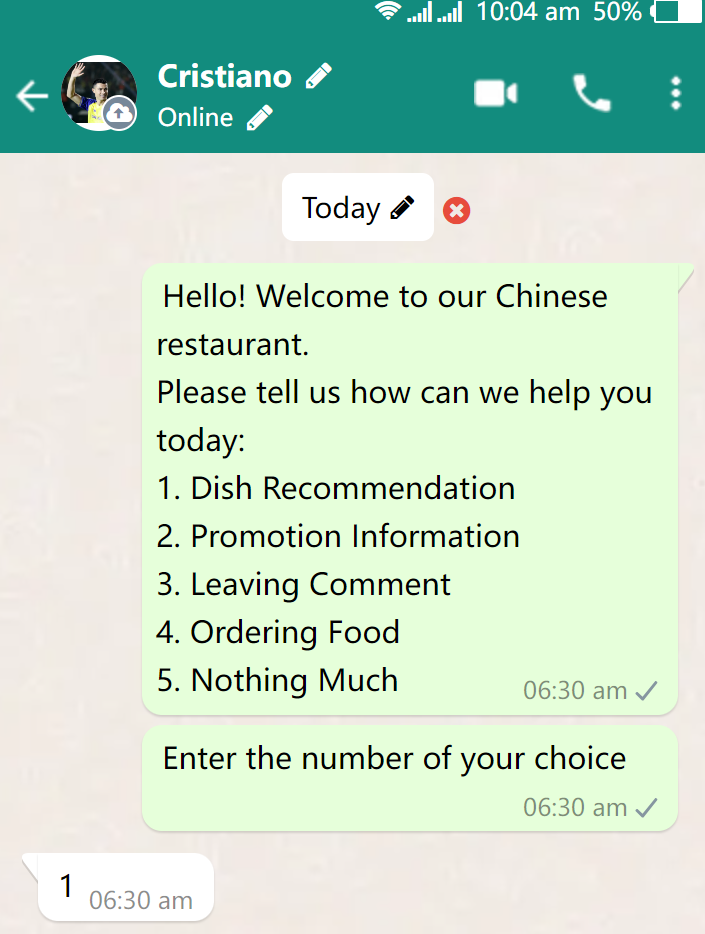 10:04 am 50%
Cristiano
Online
Today
Hello! Welcome to our Chinese
restaurant.
Please tell us how can we help you
today:
1. Dish Recommendation
2. Promotion Information
3. Leaving Comment
4. Ordering Food
5. Nothing Much
06:30 am
Enter the number of your choice
06:30 am
1 06:30 am